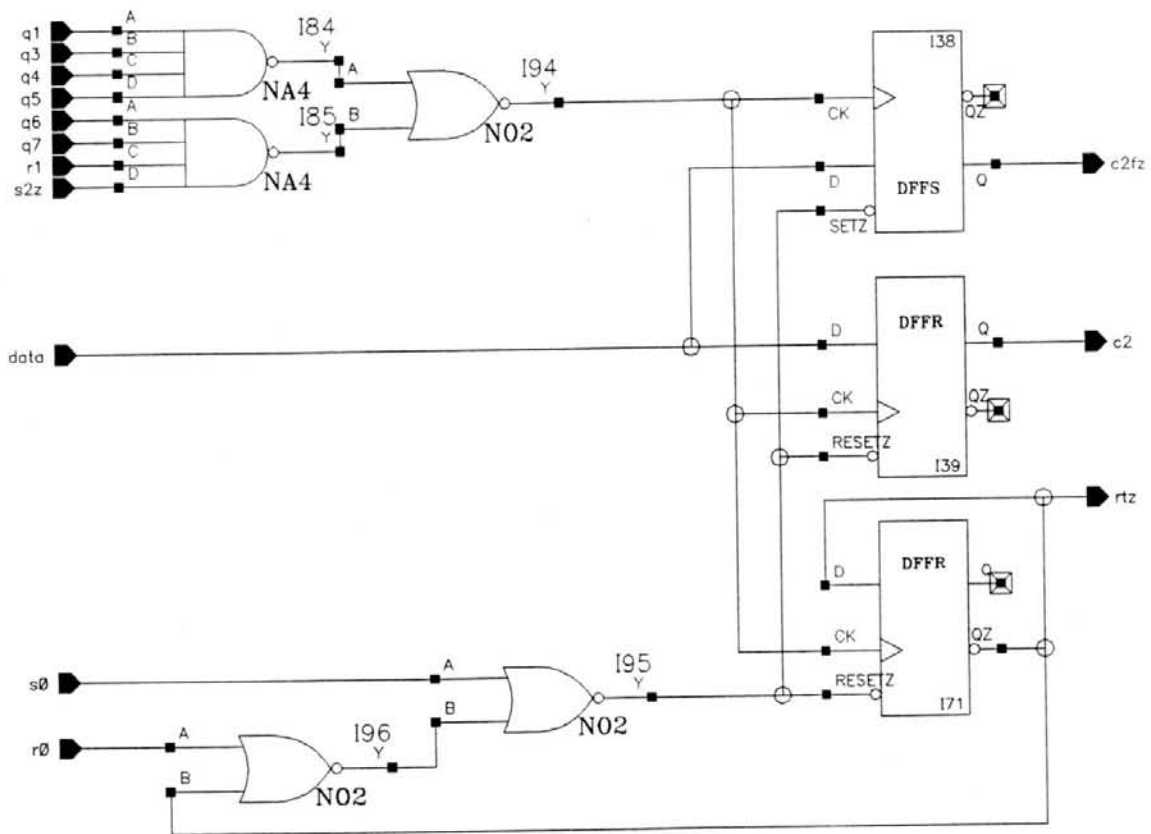 q1
q3
q4
q5
q6
q7
r1
s2z
A
B
C
D
A
B
C
D
NA4
NA4
I84
Y
I85
Y
A
B
NO2
I94
Y
I38
CK
D
SETZ
DFFS
QZ
Q
c2fz
data
D
CK
RESETZ
DFFR
Q
QZ
I39
c2
rtz
D
CK
RESETZ
DFFR
Q
QZ
I71
s0
r0
A
B
NO2
I96
Y
A
B
NO2
I95
Y